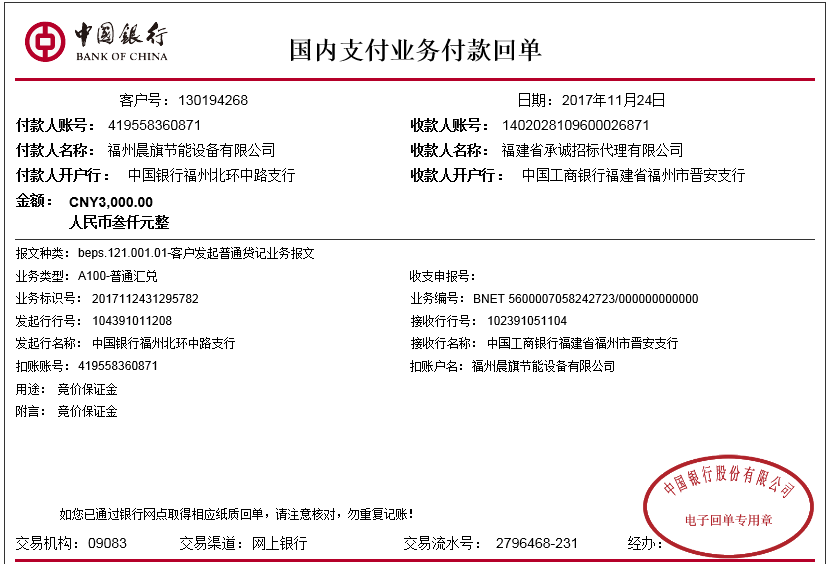 中国银行
BANK OF CHINA
国内支付业务付款回单
客户号：130194268 日期：2017年11月24日
付款人账号：419558360871 收款人账号：1402028109600026871
付款人名称：福州晨旗节能设备有限公司 收款人名称：福建省承诚招标代理有限公司
付款人开户行：中国银行福州北环中路支行 收款人开户行：中国工商银行福建省福州市晋安支行
金额：CNY3,000.00
人民币叁仟元整
报文种类：beps.121.001.01-客户发起普通贷记业务报文
业务类型：A100-普通汇兑 收支申报号：
业务标识号：2017112431295782 业务编号：BNET 5600007058242723/000000000000
发起行行号：104391011208 接收行行号：102391051104
发起行名称：中国银行福州北环中路支行 接收行名称：中国工商银行福建省福州市晋安支行
扣账账号：419558360871 扣账户名：福州晨旗节能设备有限公司
用途：竞价保证金
附言：竞价保证金
中国银行股份有限公司
电子回单专用章
如您已通过银行网点取得相应纸质回单，请注意核对，勿重复记账！
交易机构：09083 交易渠道：网上银行 交易流水号：2796468-231 经办：